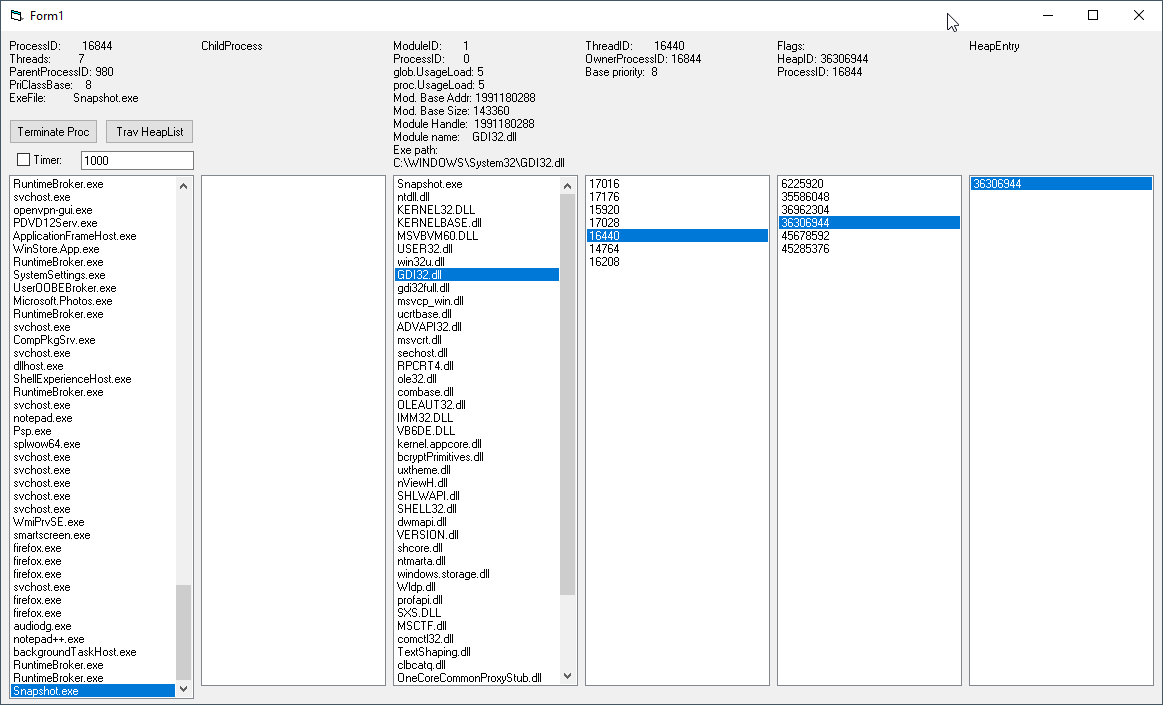 Form1
ProcessID: 16844
Threads: 7
ParentProcessID: 980
PriClassBase: 8
ExeFile: Snapshot.exe
Terminate Proc
Trav HeapList
Timer:
1000
RuntimeBroker.exe
svchost.exe
openvpn-gui.exe
PDVD12Serv.exe
ApplicationFrameHost.exe
WinStore.App.exe
RuntimeBroker.exe
SystemSettings.exe
UserOOBEBroker.exe
Microsoft.Photos.exe
RuntimeBroker.exe
svchost.exe
CompPkgSrv.exe
svchost.exe
dllhost.exe
ShellExperienceHost.exe
RuntimeBroker.exe
svchost.exe
notepad.exe
Psp.exe
splwow64.exe
svchost.exe
svchost.exe
svchost.exe
svchost.exe
svchost.exe
WmiPrvSE.exe
smartscreen.exe
firefox.exe
firefox.exe
firefox.exe
svchost.exe
firefox.exe
firefox.exe
audiodg.exe
notepad++.exe
backgroundTaskHost.exe
RuntimeBroker.exe
RuntimeBroker.exe
Snapshot.exe
ChildProcess
ModuleID: 1
ProcessID: 0
glob.UsageLoad: 5
proc.UsageLoad: 5
Mod. Base Addr: 1991180288
Mod. Base Size: 143360
Module Handle: 1991180288
Module name: GDI32.dll
Exe path:
C:\WINDOWS\System32\GDI32.dll
Snapshot.exe
ntdll.dll
KERNEL32.DLL
KERNELBASE.dll
MSVBVM60.DLL
USER32.dll
win32u.dll
GDI32.dll
gdi32full.dll
msvcp_win.dll
ucrtbase.dll
ADVAPI32.dll
msvcrt.dll
sechost.dll
RPCRT4.dll
ole32.dll
combase.dll
OLEAUT32.dll
IMM32.DLL
VB6DE.DLL
kernel.appcore.dll
bcryptPrimitives.dll
uxtheme.dll
nViewH.dll
SHLWAPI.dll
SHELL32.dll
dwmapi.dll
VERSION.dll
shcore.dll
ntmarta.dll
windows.storage.dll
Wldp.dll
profapi.dll
SXS.DLL
MSCTF.dll
comctl32.dll
TextShaping.dll
clbcatq.dll
OneCoreCommonProxyStub.dll
ThreadID: 16440
OwnerProcessID: 16844
Base priority: 8
17016
17176
15920
17028
16440
14764
16208
Flags:
HeapID: 36306944
ProcessID: 16844
6225920
35586048
36962304
36306944
45678592
45285376
HeapEntry
36306944